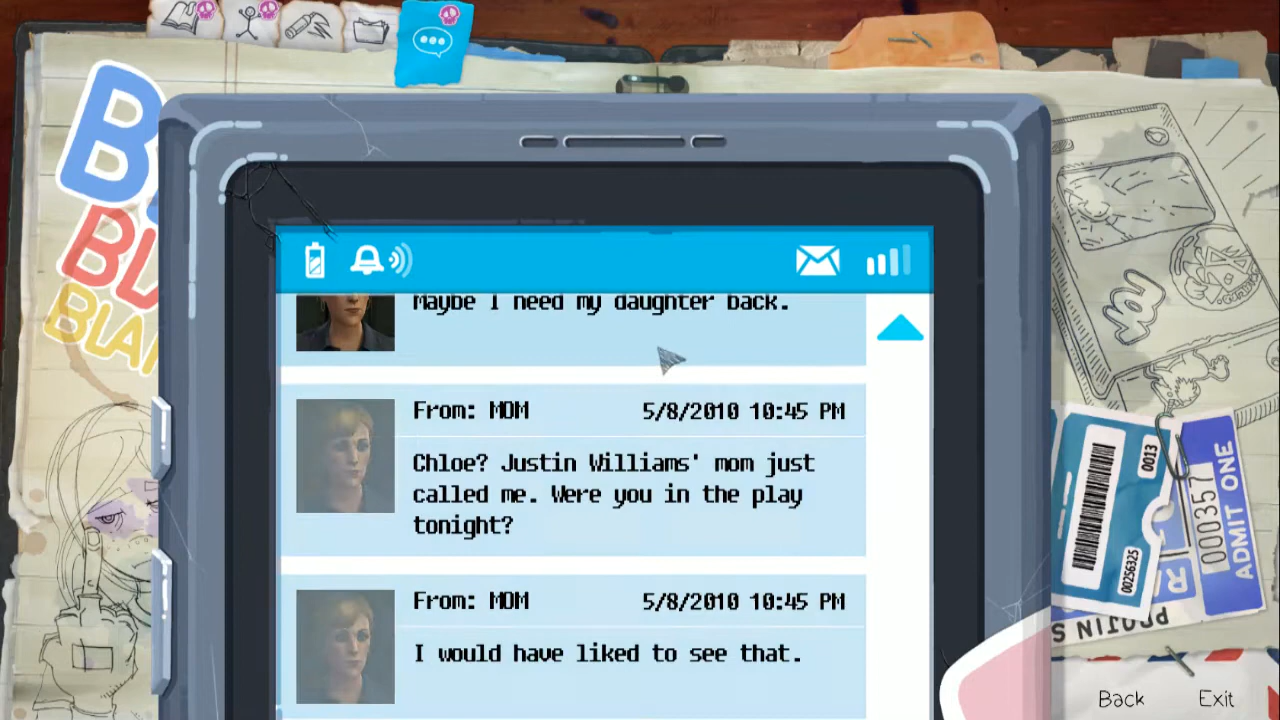 Maybe I need my daughter back.
From: MOM 5/8/2010 10:45 PM
Chloe? Justin Williams' mom just
called me. Were you in the play
tonight?
From: MOM 5/8/2010 10:45 PM
I would have liked to see that.
0013
00256325
000357
ADMIT ONE
Back Exit